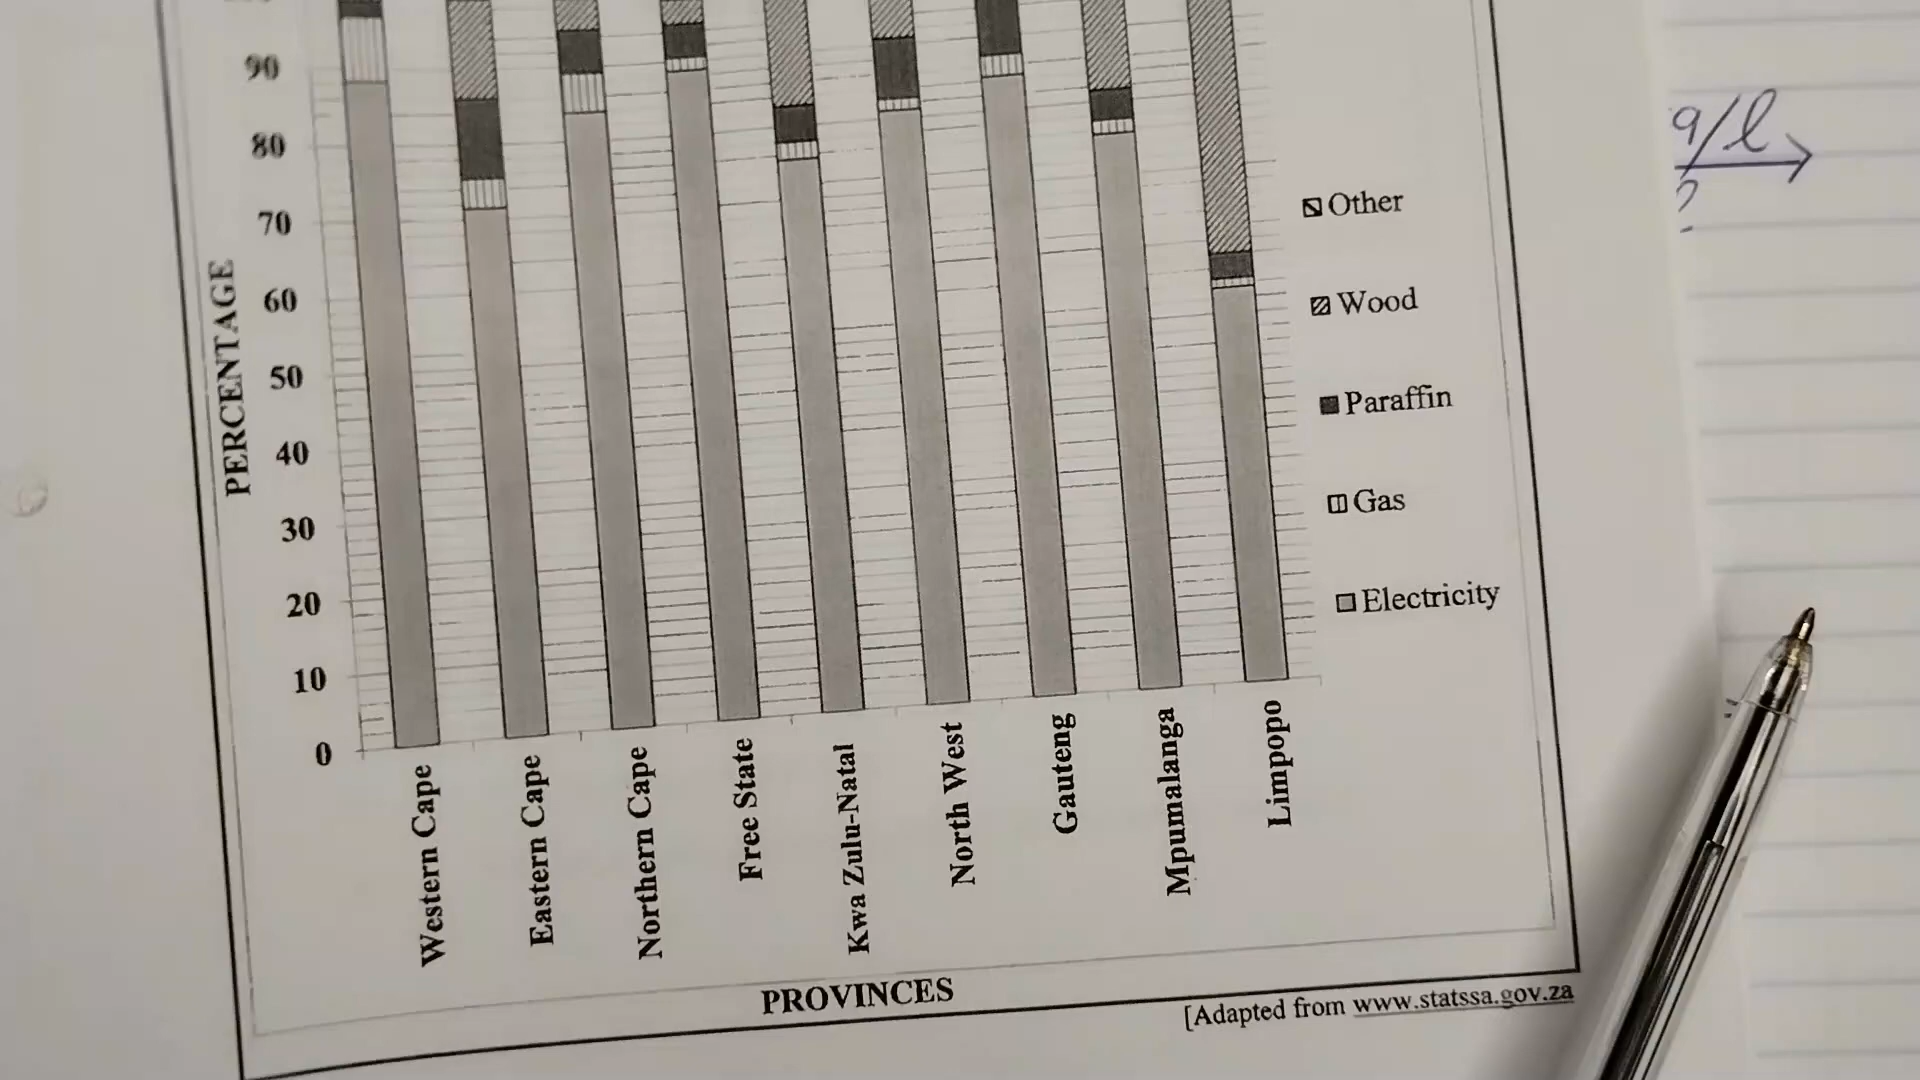 90
80
70
60
50
40
30
20
10
0
PERCENTAGE
Other
Wood
Paraffin
Gas
Electricity
Western Cape
Eastern Cape
Northern Cape
Free State
Kwa Zulu-Natal
North West
Gauteng
Mpumalanga
Limpopo
PROVINCES
[Adapted from www.statssa.gov.za